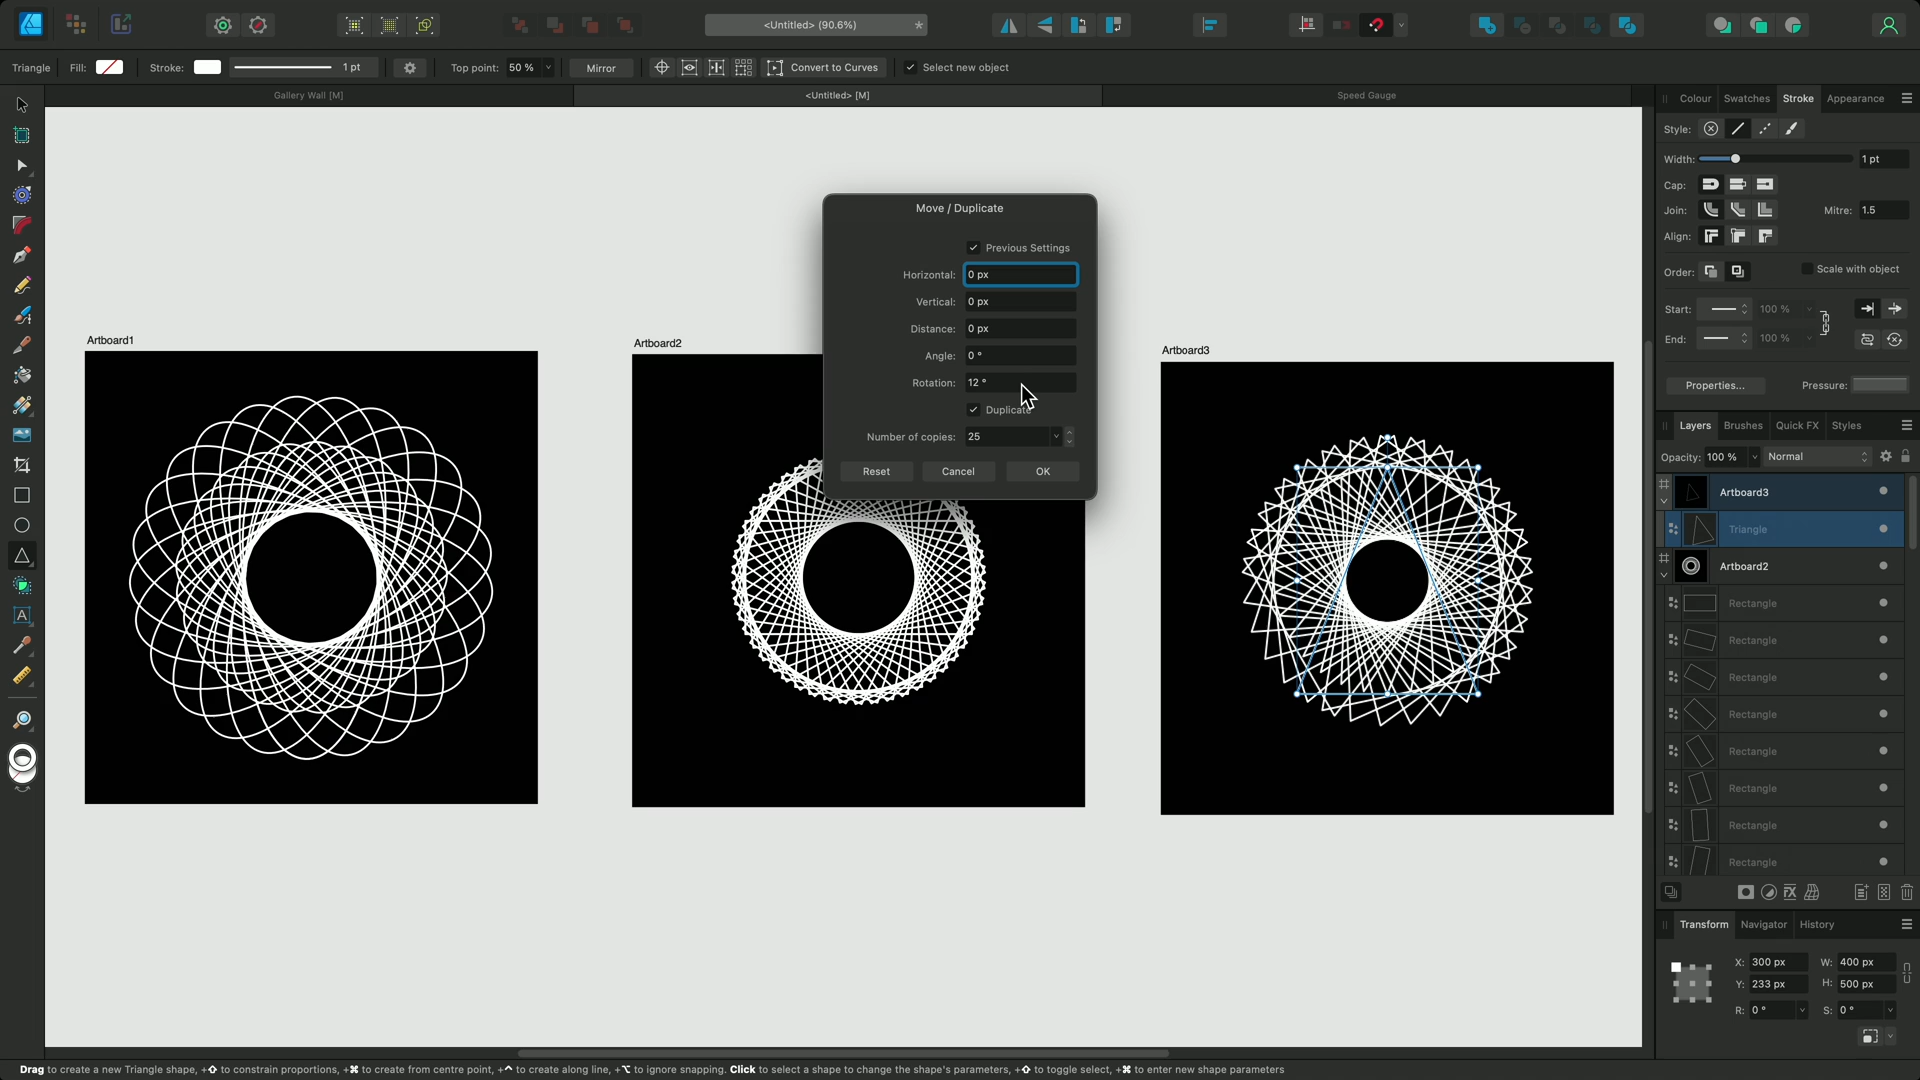 <Untitled> (90.6%)
*
Triangle
Fill:
Stroke:
1 pt
Top point: 50 %
Mirror
Convert to Curves
Select new object
Gallery Wall [M]
<Untitled> [M]
Speed Gauge
Colour
Swatches
Stroke
Appearance
Style:
Width:
1 pt
Cap:
Join:
Mitre: 1.5
Align:
Order:
Scale with object
Start:
100 %
End:
100 %
Properties...
Pressure:
Move / Duplicate
Previous Settings
Horizontal: 0 px
Vertical: 0 px
Distance: 0 px
Angle: 0 °
Rotation: 12 °
Duplicate
Number of copies: 25
Reset
Cancel
OK
Artboard1
Artboard2
Artboard3
Layers
Brushes
Quick FX
Styles
Opacity: 100 %
Normal
Artboard3
Triangle
Artboard2
Rectangle
Rectangle
Rectangle
Rectangle
Rectangle
Rectangle
Rectangle
Rectangle
Transform
Navigator
History
X: 300 px
W: 400 px
Y: 233 px
H: 500 px
R: 0 °
S: 0 °
Drag to create a new Triangle shape, +⇧ to constrain proportions, +⌘ to create from centre point, +⌃ to create along line, +⌥ to ignore snapping. Click to select a shape to change the shape's parameters, +⇧ to toggle select, +⌘ to enter new shape parameters